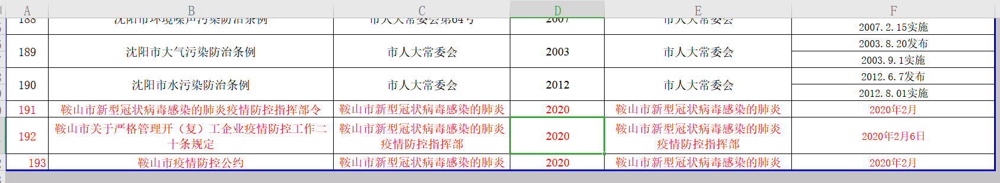 A B C D E F
188 沈阳市环境噪声污染防治条例 市人大常委会第64号 2007 市人大常委会
2007.2.15实施
189 沈阳市大气污染防治条例 市人大常委会 2003 市人大常委会 2003.8.20发布
2003.9.1实施
190 沈阳市水污染防治条例 市人大常委会 2012 市人大常委会 2012.6.7发布
2012.8.01实施
191 鞍山市新型冠状病毒感染的肺炎疫情防控指挥部令 鞍山市新型冠状病毒感染的肺炎 2020 鞍山市新型冠状病毒感染的肺炎 2020年2月
192 鞍山市关于严格管理开（复）工企业疫情防控工作二 鞍山市新型冠状病毒感染的肺炎 2020 鞍山市新型冠状病毒感染的肺炎 2020年2月6日
十条规定 疫情防控指挥部 疫情防控指挥部
193 鞍山市疫情防控公约 鞍山市新型冠状病毒感染的肺炎 2020 鞍山市新型冠状病毒感染的肺炎 2020年2月